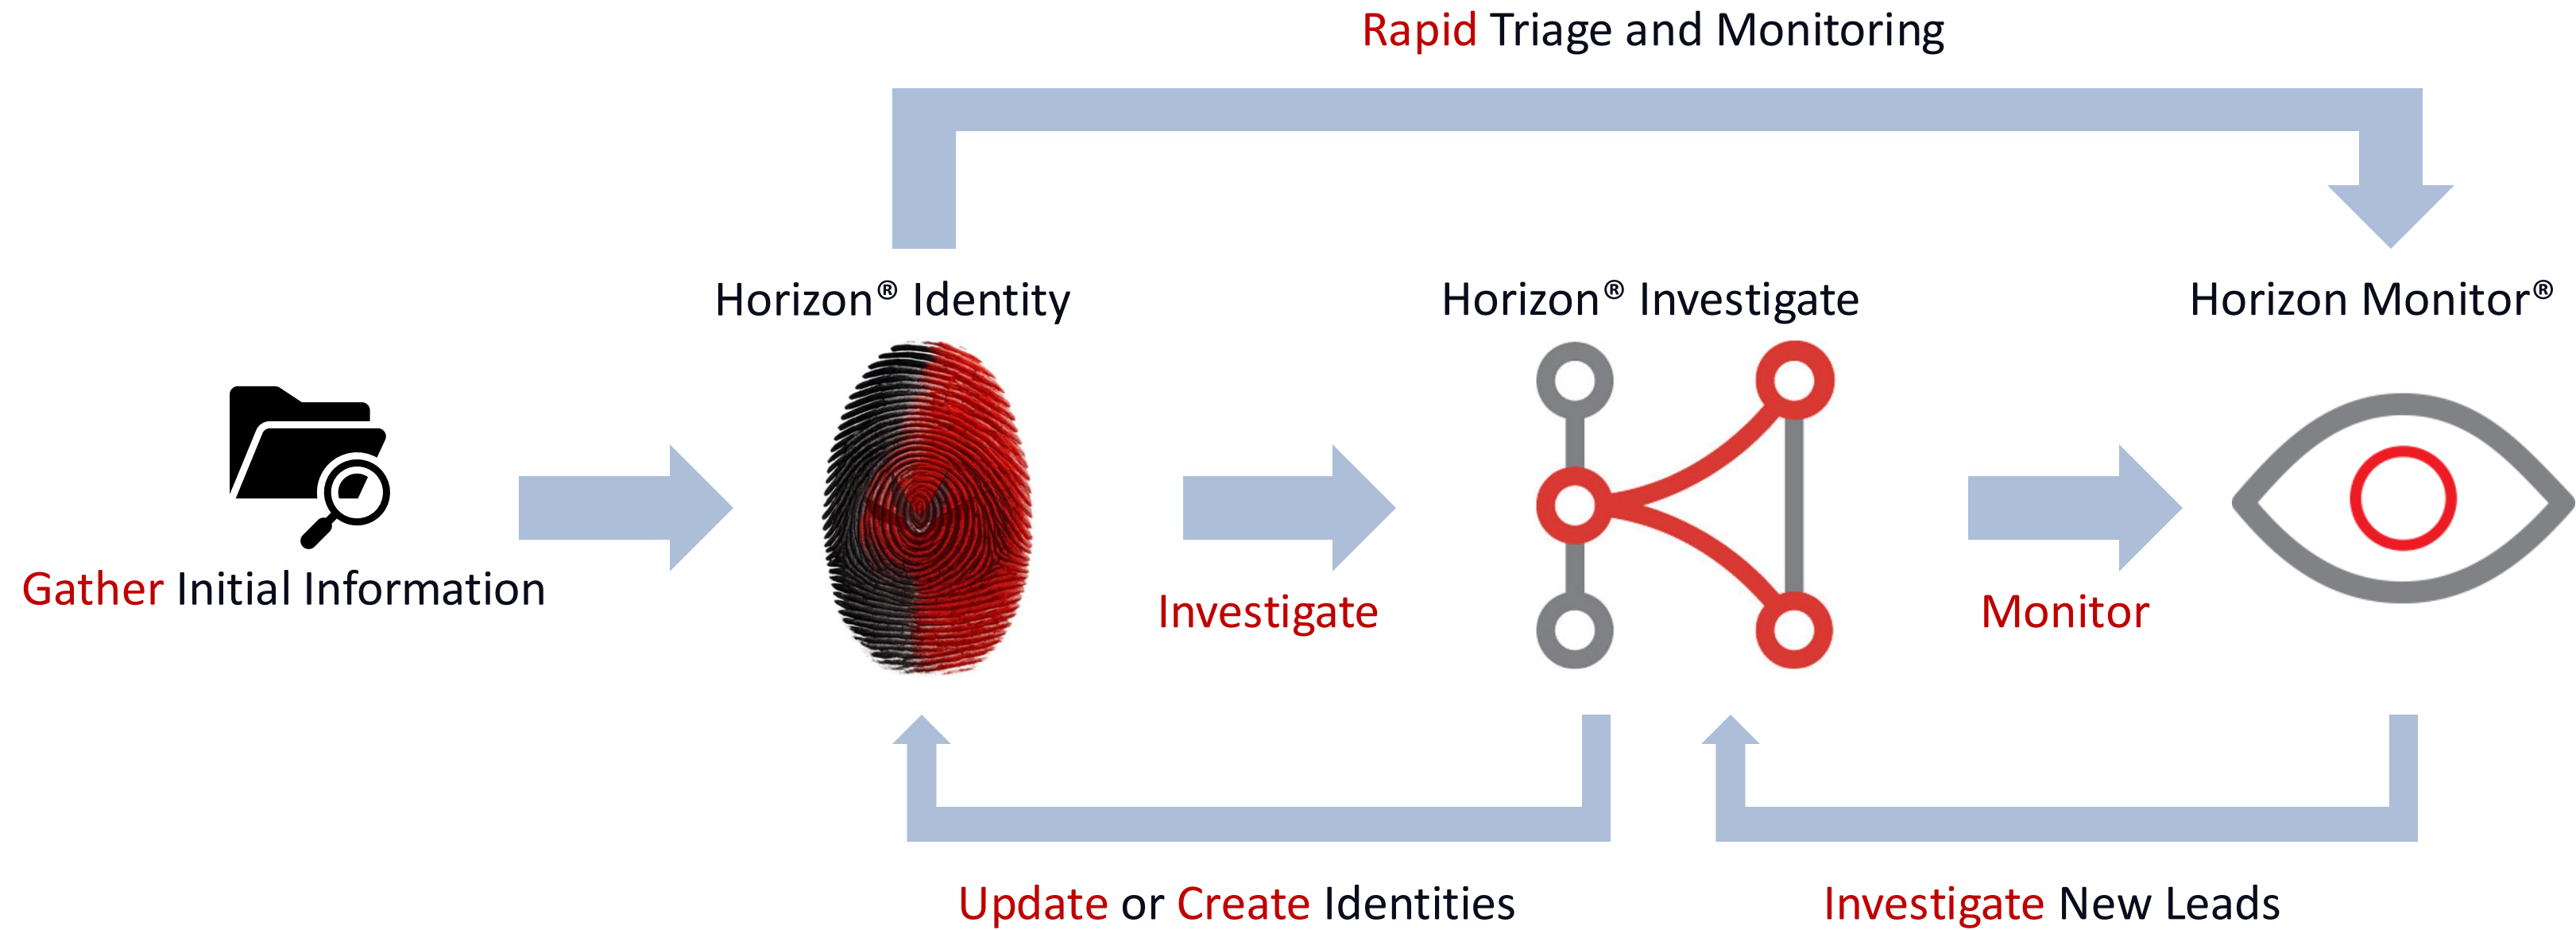 Rapid Triage and Monitoring
Horizon® Identity
Horizon® Investigate
Horizon Monitor®
Gather Initial Information
Investigate
Monitor
Update or Create Identities
Investigate New Leads